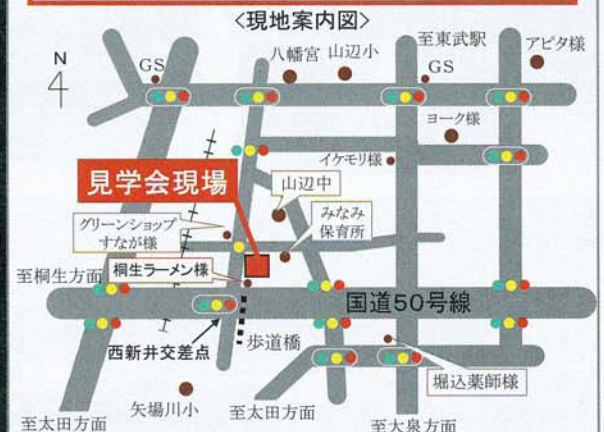 <現地案内図>
N
GS
八幡宮
山辺小
至東武駅
GS
アピタ様
ヨーク様
イケモリ様
見学会現場
山辺中
グリーンショップ
すなが様
みなみ
保育所
至桐生方面
桐生ラーメン様
国道50号線
西新井交差点
歩道橋
堀込薬師様
矢場川小
至太田方面
至太田方面
至大泉方面